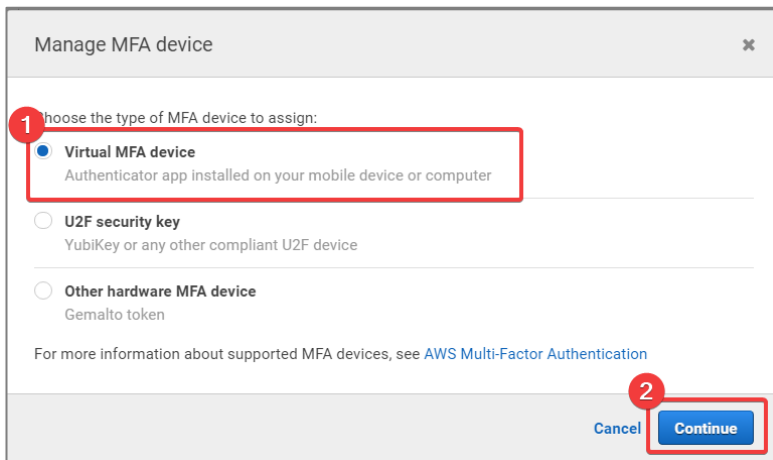 Manage MFA device
Choose the type of MFA device to assign:
1
Virtual MFA device
Authenticator app installed on your mobile device or computer
U2F security key
YubiKey or any other compliant U2F device
Other hardware MFA device
Gemalto token
For more information about supported MFA devices, see AWS Multi-Factor Authentication
2
Cancel Continue